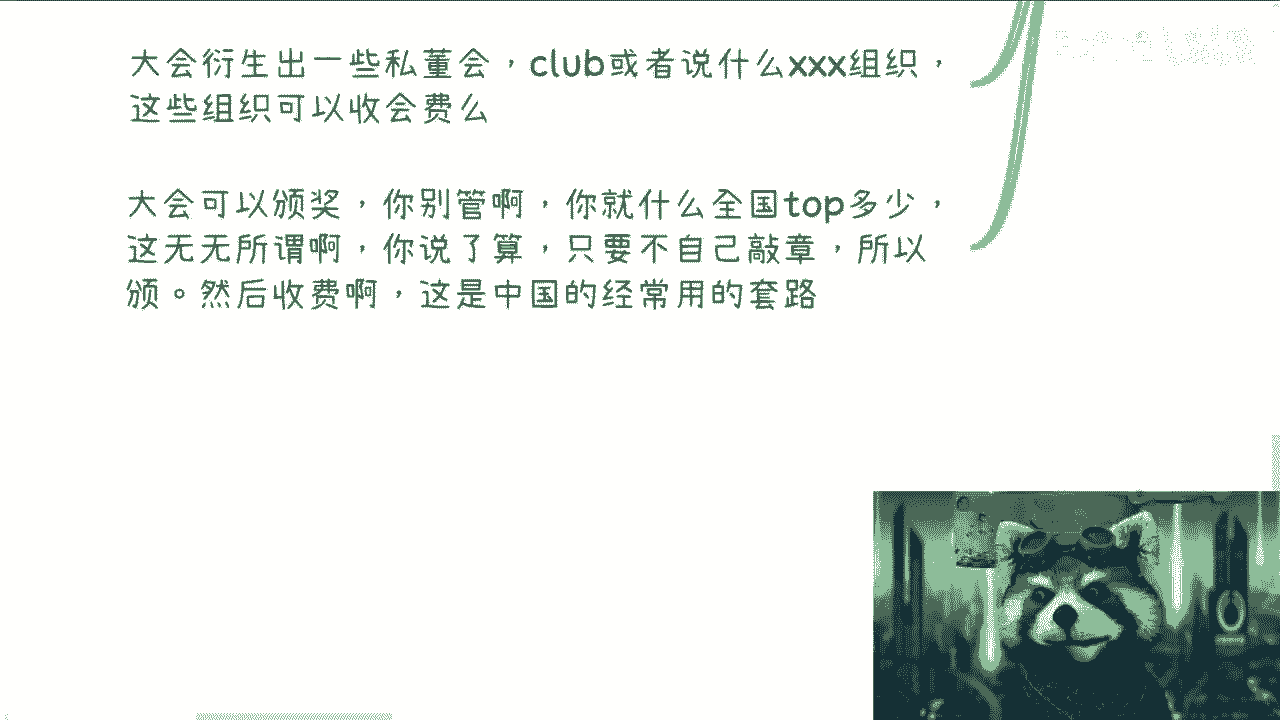 大会衍生出一些私董会，club或者说什么xxx组织，
这些组织可以收会费么
大会可以颁奖，你别管啊，你就什么全国top多少，
这无无所谓啊，你说了算，只要不自己敲章，所以
颁。然后收费啊，这是中国的经常用的套路